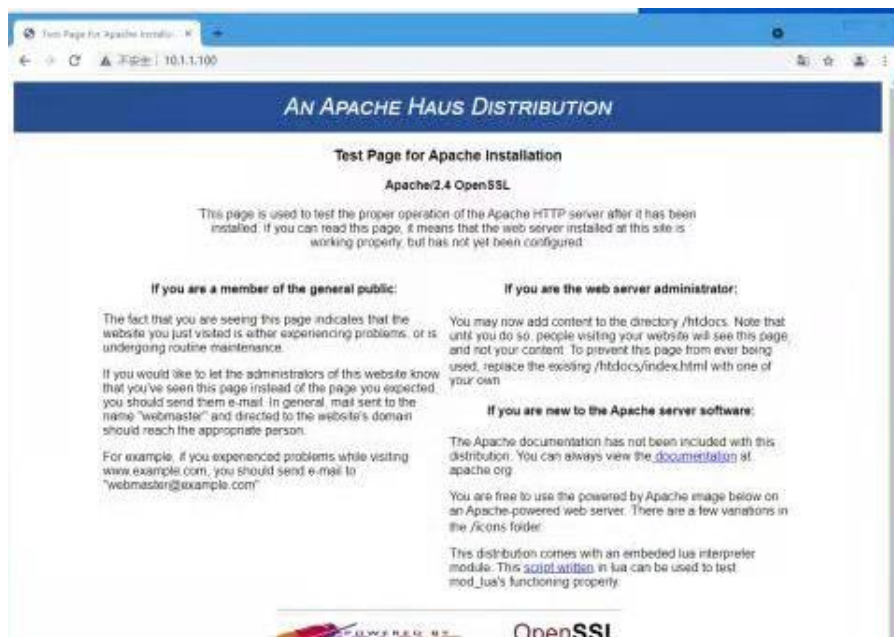 Test Page for Apache Installa
不安全 | 10.1.1.100
AN APACHE HAUS DISTRIBUTION
Test Page for Apache Installation
Apache/2.4 OpenSSL
This page is used to test the proper operation of the Apache HTTP server after it has been
installed. If you can read this page, it means that the web server installed at this site is
working properly, but has not yet been configured.
If you are a member of the general public:
The fact that you are seeing this page indicates that the
website you just visited is either experiencing problems, or is
undergoing routine maintenance.
If you would like to let the administrators of this website know
that you've seen this page instead of the page you expected,
you should send them e-mail. In general, mail sent to the
name "webmaster" and directed to the website's domain
should reach the appropriate person.
For example, if you experienced problems while visiting
www.example.com, you should send e-mail to
"webmaster@example.com"
If you are the web server administrator:
You may now add content to the directory /htdocs. Note that
until you do so, people visiting your website will see this page,
and not your content. To prevent this page from ever being
used, replace the existing /htdocs/index.html with one of
your own.
If you are new to the Apache server software:
The Apache documentation has not been included with this
distribution. You can always view the documentation at
apache.org
You are free to use the powered by Apache image below on
an Apache-powered web server. There are a few variations in
the /icons folder.
This distribution comes with an embeded lua interpreter
module. This script written in lua can be used to test
mod_lua's functioning properly.
POWERED BY
OpenSSL